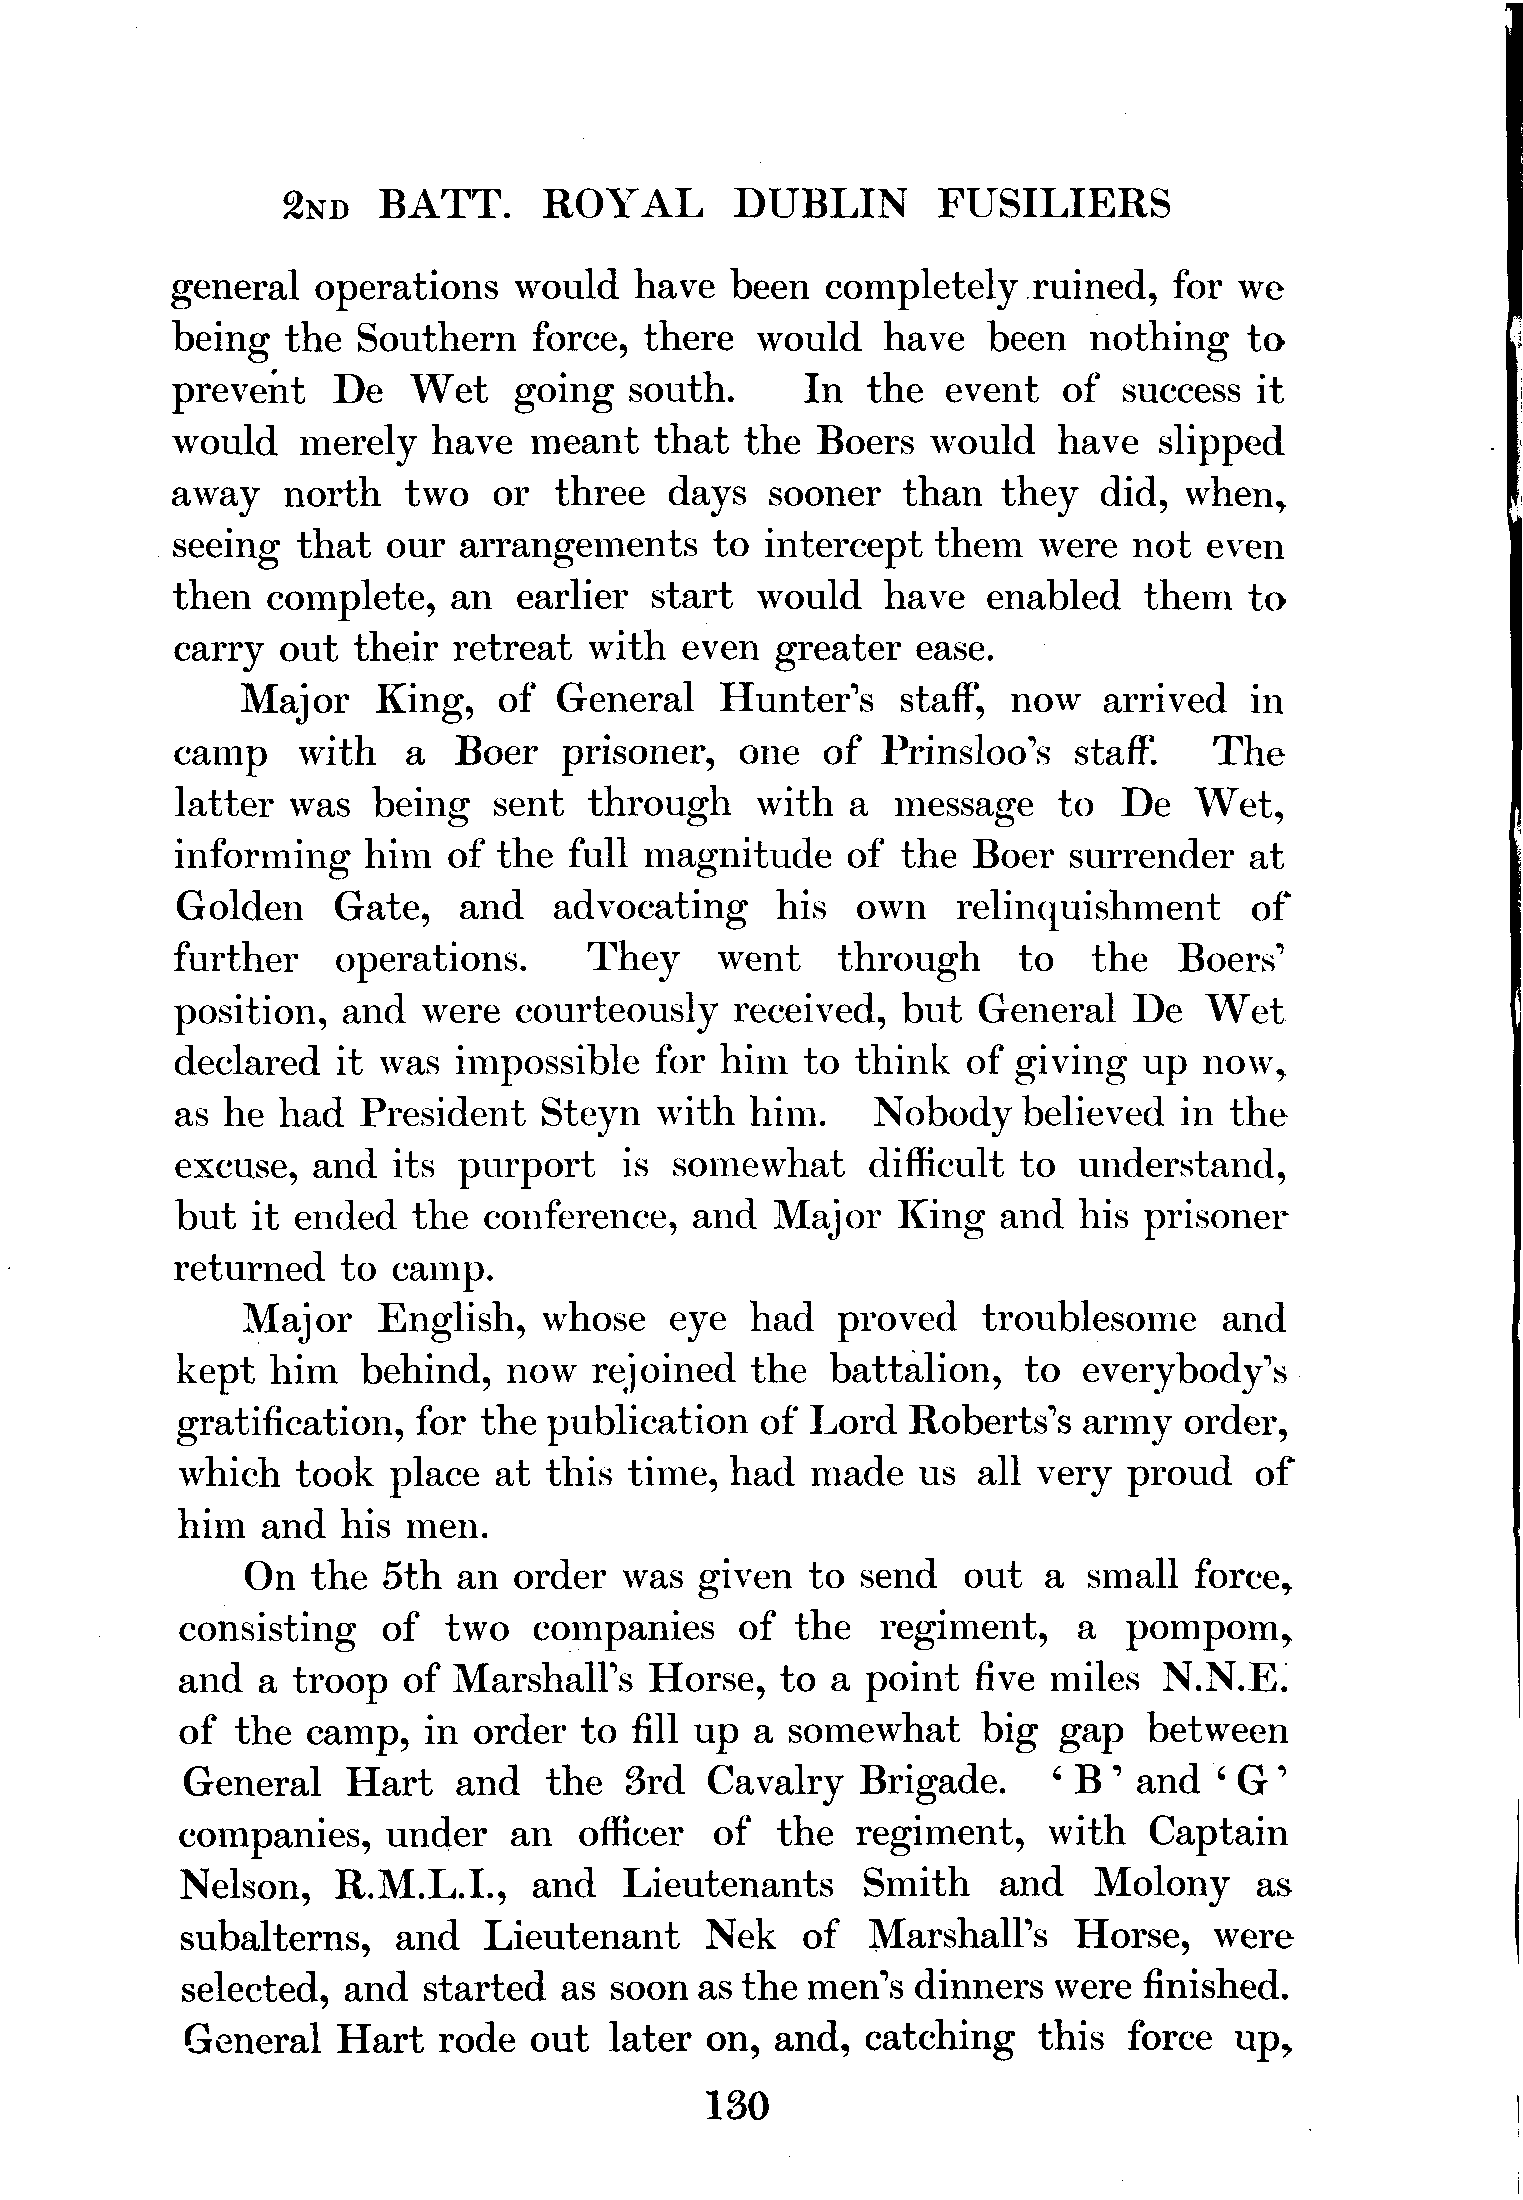 2ND BATT. ROYAL DUBLIN FUSILIERS
general operations would have been completely ruined, for we
being the Southern force, there would have been nothing to
prevent De Wet going south. In the event of success it
would merely have meant that the Boers would have slipped
away north two or three days sooner than they did, when,
seeing that our arrangements to intercept them were not even
then complete, an earlier start would have enabled them to
carry out their retreat with even greater ease.
Major King, of General Hunter's staff, now arrived in
camp with a Boer prisoner, one of Prinsloo's staff. The
latter was being sent through with a message to De Wet,
informing him of the full magnitude of the Boer surrender at
Golden Gate, and advocating his own relinquishment of
further operations. They went through to the Boers'
position, and were courteously received, but General De Wet
declared it was impossible for him to think of giving up now,
as he had President Steyn with him. Nobody believed in the
excuse, and its purport is somewhat difficult to understand,
but it ended the conference, and Major King and his prisoner
returned to camp.
Major English, whose eye had proved troublesome and
kept him behind, now rejoined the battalion, to everybody's
gratification, for the publication of Lord Roberts's army order,
which took place at this time, had made us all very proud of
him and his men.
On the 5th an order was given to send out a small force,
consisting of two companies of the regiment, a pompom,
and a troop of Marshall's Horse, to a point five miles N.N.E.
of the camp, in order to fill up a somewhat big gap between
General Hart and the 3rd Cavalry Brigade. ‘B’ and ‘G’
companies, under an officer of the regiment, with Captain
Nelson, R.M.L.I., and Lieutenants Smith and Molony as
subalterns, and Lieutenant Nek of Marshall's Horse, were
selected, and started as soon as the men's dinners were finished.
General Hart rode out later on, and, catching this force up,
130